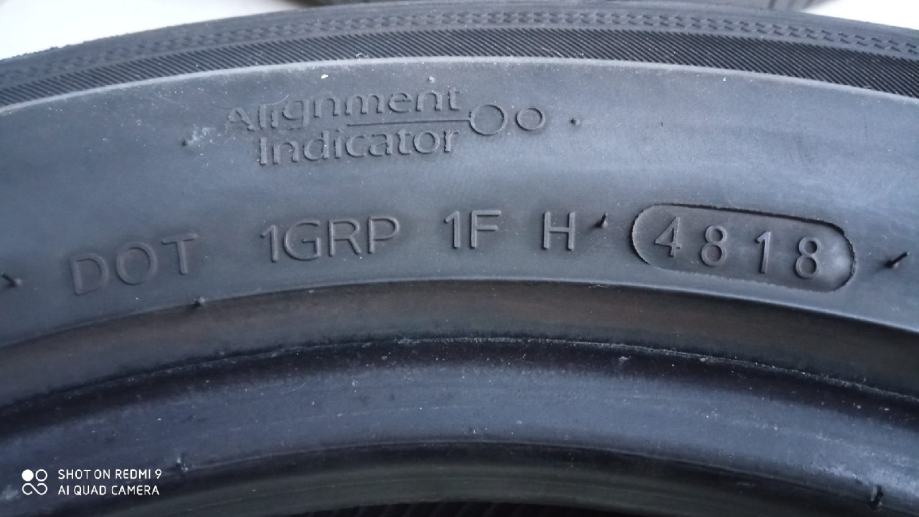 Alignment
Indicator
DOT 1GRP 1F H 4818
SHOT ON REDMI 9
AI QUAD CAMERA